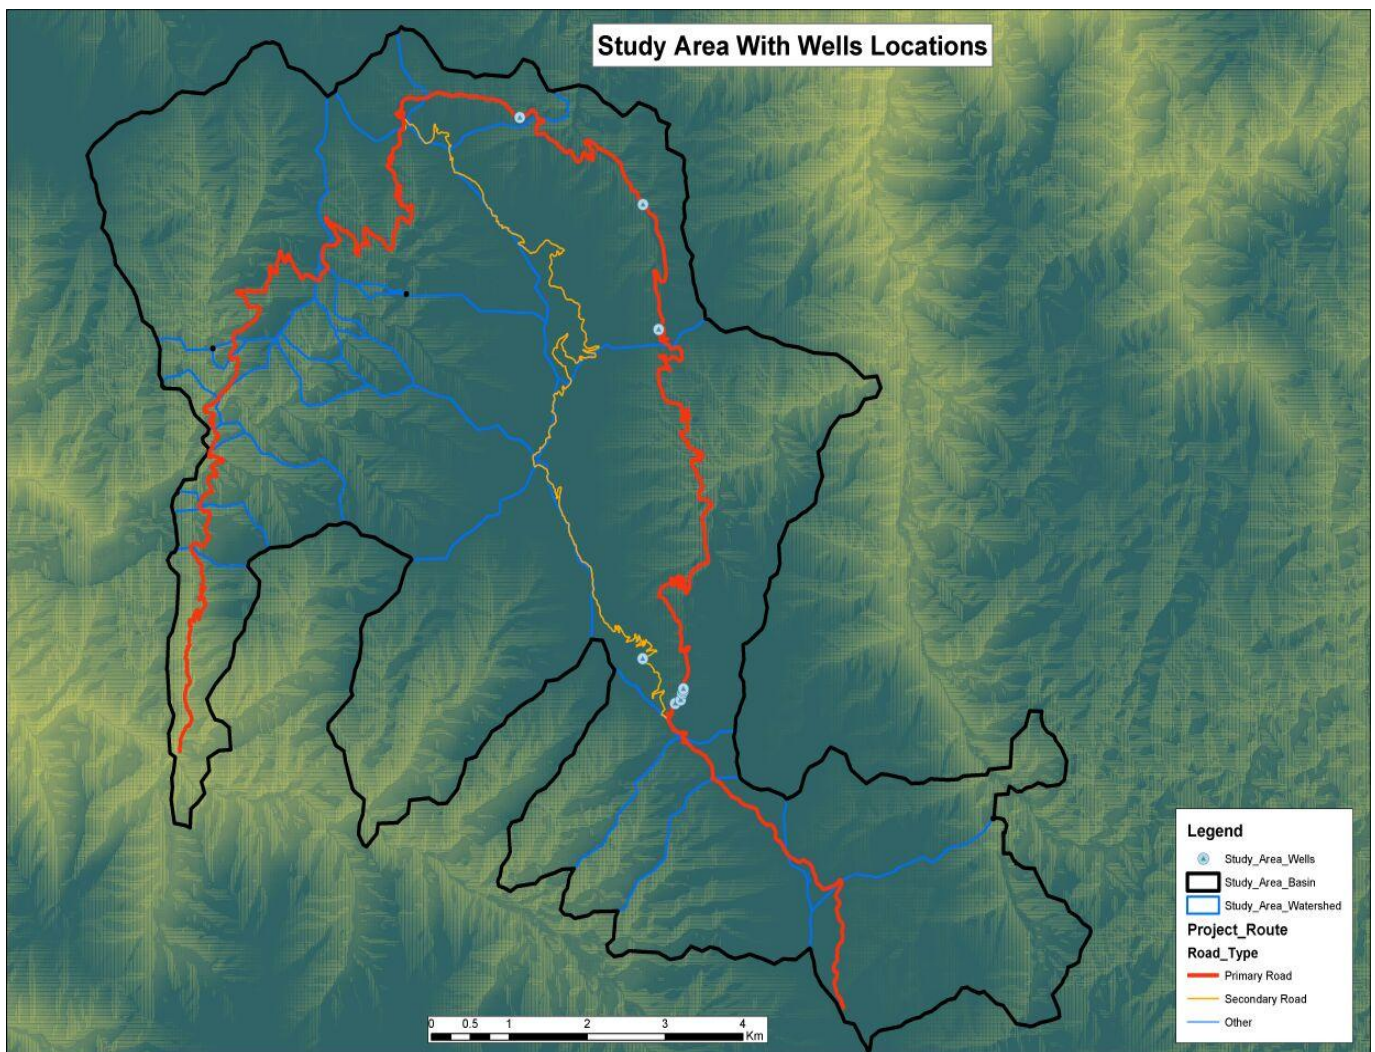 Study Area With Wells Locations
Legend
Study_Area_Wells
Study_Area_Basin
Study_Area_Watershed
Project_Route
Road_Type
Primary Road
Secondary Road
Other
0 0.5 1 2 3 4
Km